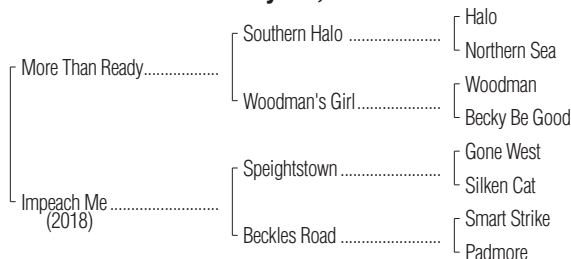 Halo
Southern Halo ....................
Northern Sea
More Than Ready................
Woodman
Woodman's Girl..................
Becky Be Good
Gone West
Speightstown ....................
Silken Cat
Impeach Me .......................
(2018)
Smart Strike
Beckles Road ....................
Padmore